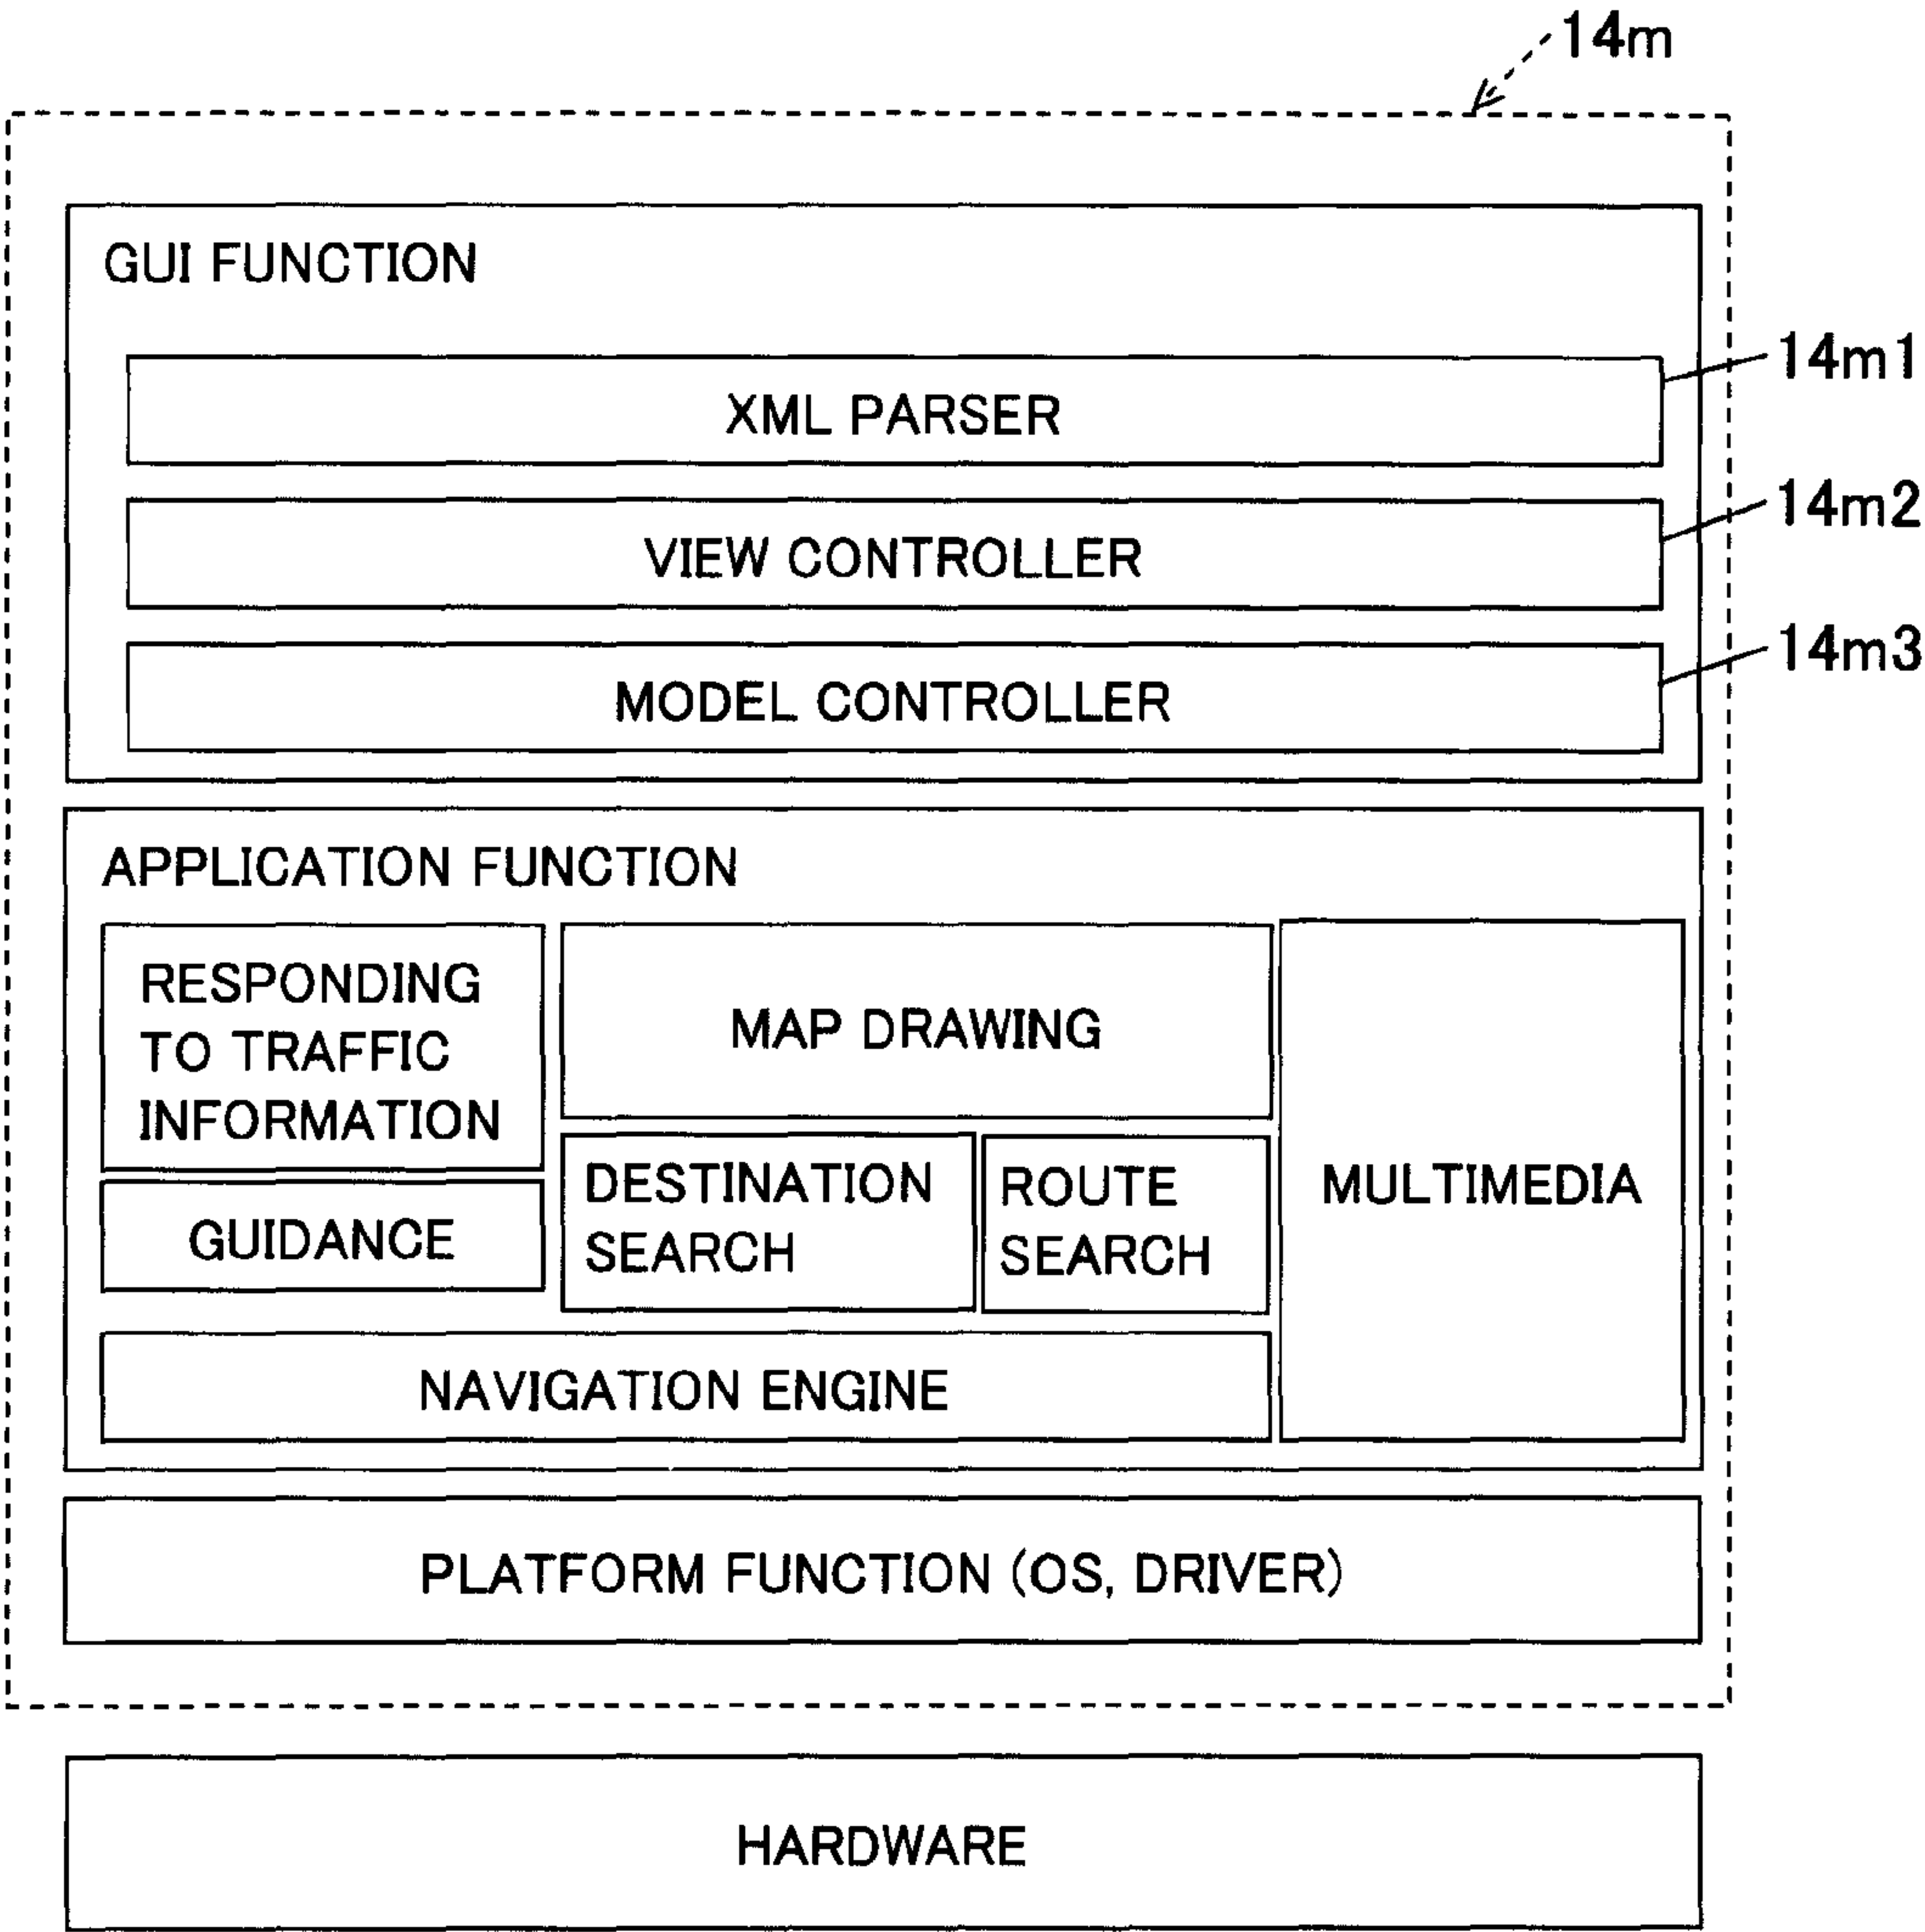 14m
GUI FUNCTION
XML PARSER
14m1
VIEW CONTROLLER
14m2
MODEL CONTROLLER
14m3
APPLICATION FUNCTION
RESPONDING
TO TRAFFIC
INFORMATION
MAP DRAWING
MULTIMEDIA
GUIDANCE
DESTINATION
SEARCH
ROUTE
SEARCH
NAVIGATION ENGINE
PLATFORM FUNCTION (OS, DRIVER)
HARDWARE